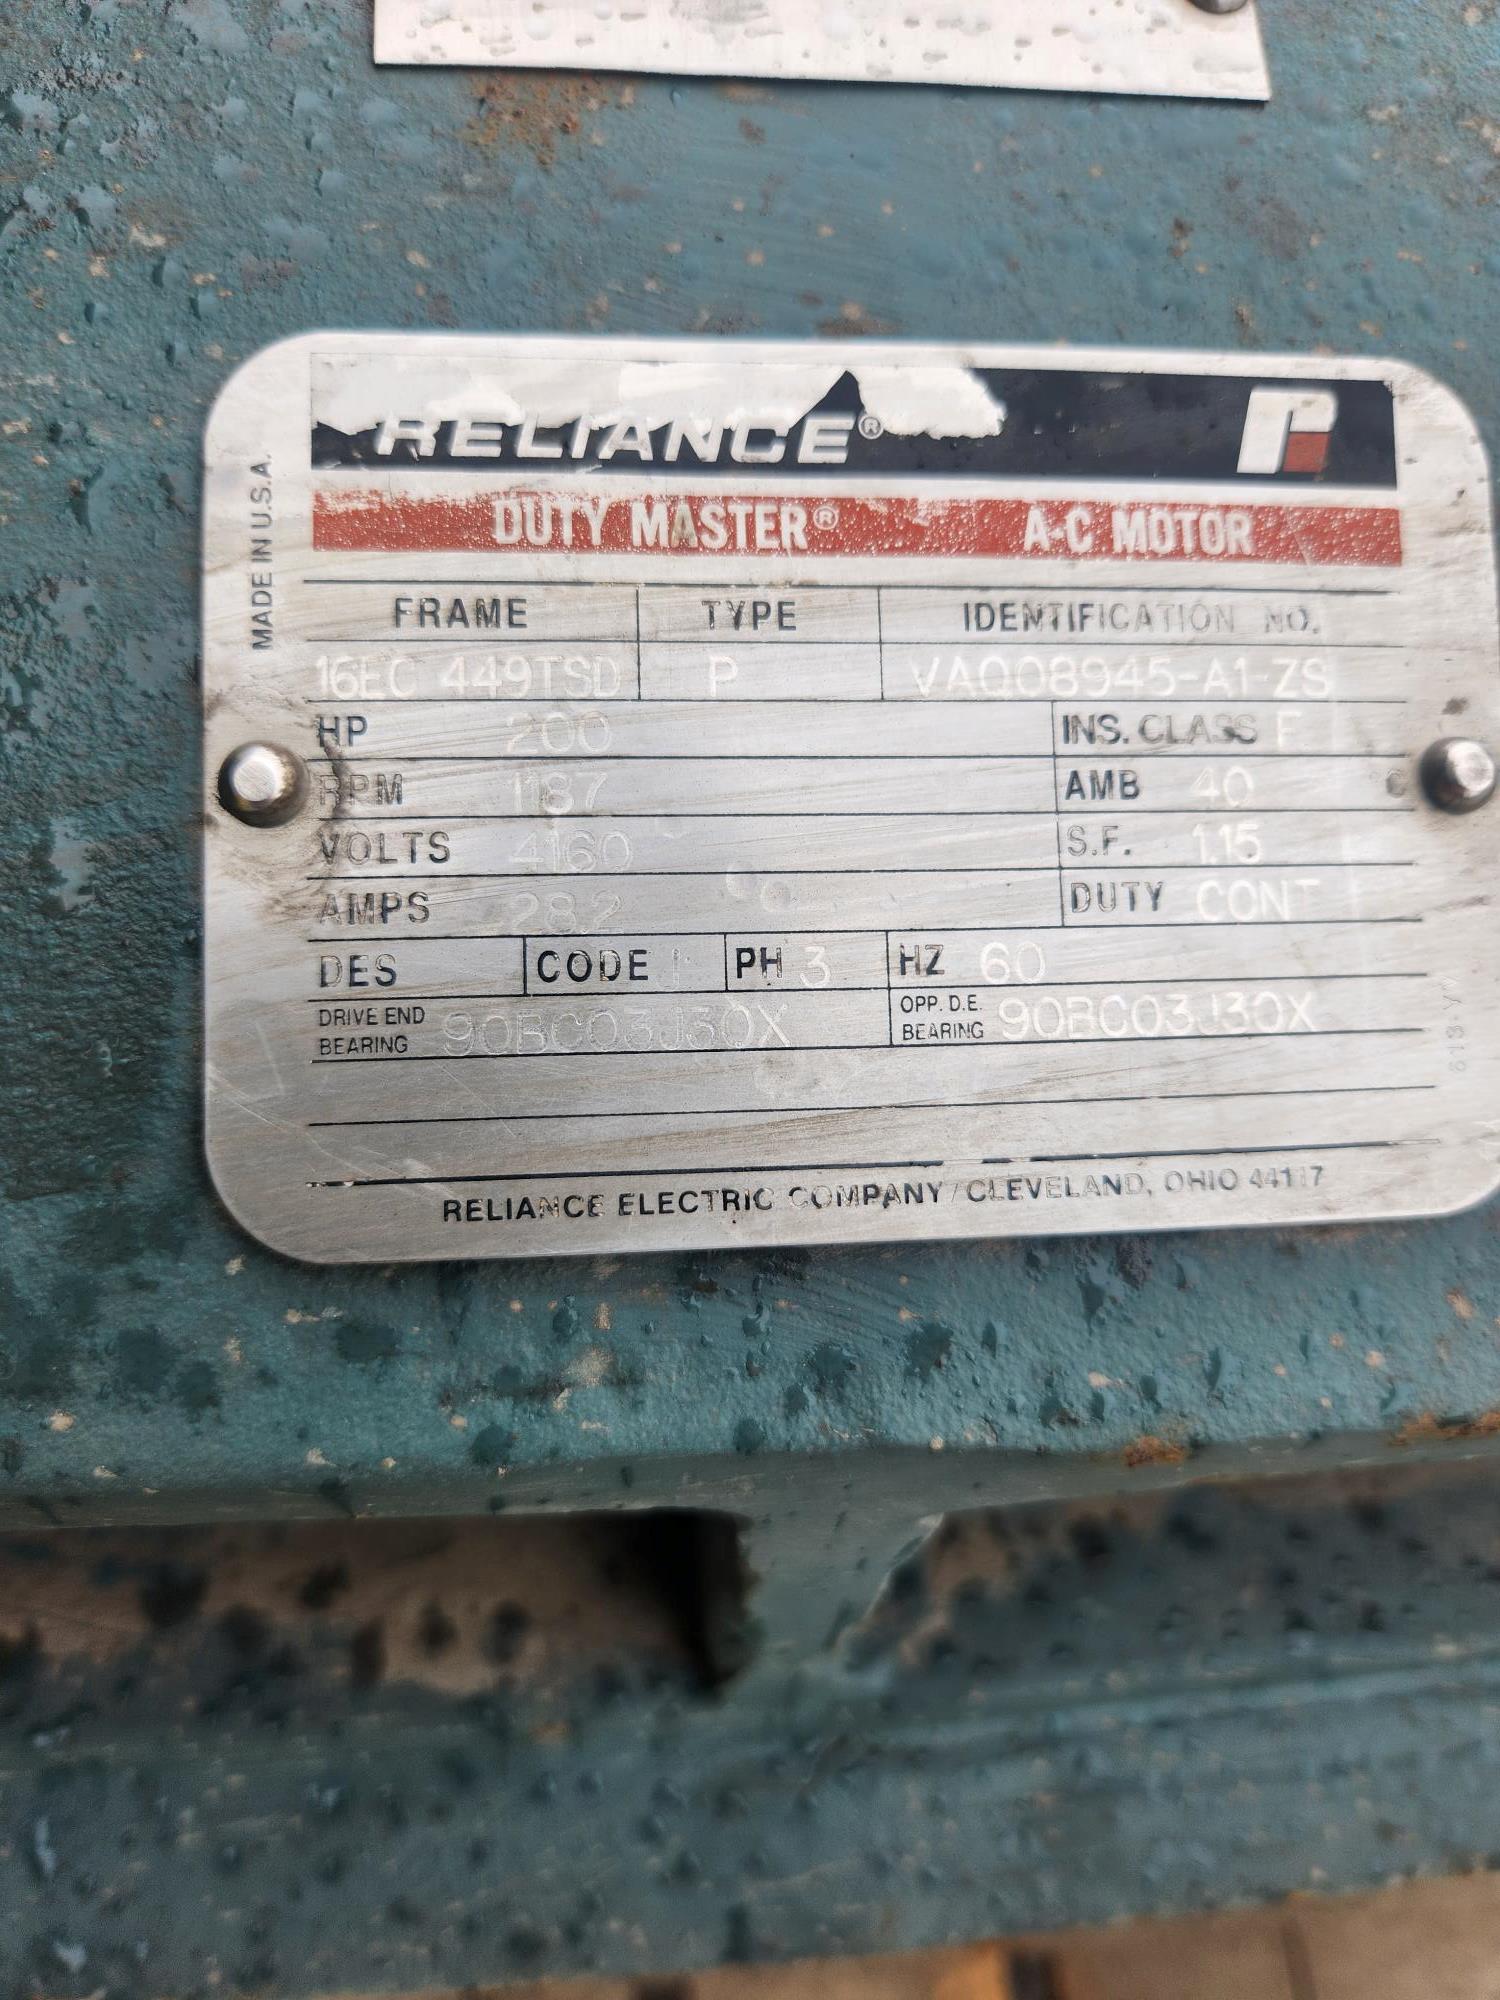 RELIANCE®
DUTY MASTER® A-C MOTOR
MADE IN U.S.A.
FRAME TYPE IDENTIFICATION NO.
16EC 449TSD P VAQ08945-A1-ZS
HP 200 INS. CLASS F
RPM 1187 AMB 40 °C
VOLTS 4160 S.F. 1.15
AMPS 28.2 DUTY CONT
DES CODE PH 3 HZ 60
DRIVE END BEARING 90BC03J30X OPP. D.E. BEARING 90BC03J30X
RELIANCE ELECTRIC COMPANY / CLEVELAND, OHIO 44117